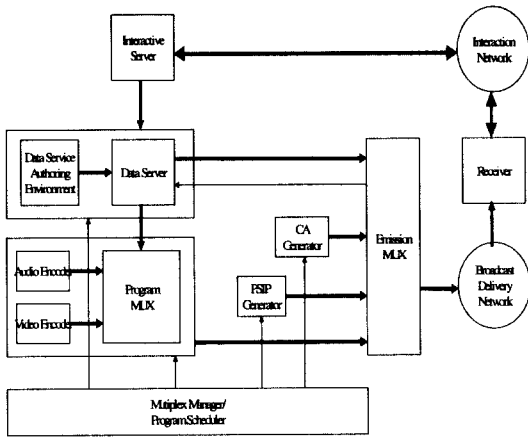 Interactive
Server
Interaction
Network
Data Service
Authoring
Environment
Data Server
Receiver
CA
Generator
Emission
MUX
Audio Encoder
Program
MUX
PSIP
Generator
Broadcast
Delivery
Network
Video Encoder
Multiplex Manager/
Program Scheduler